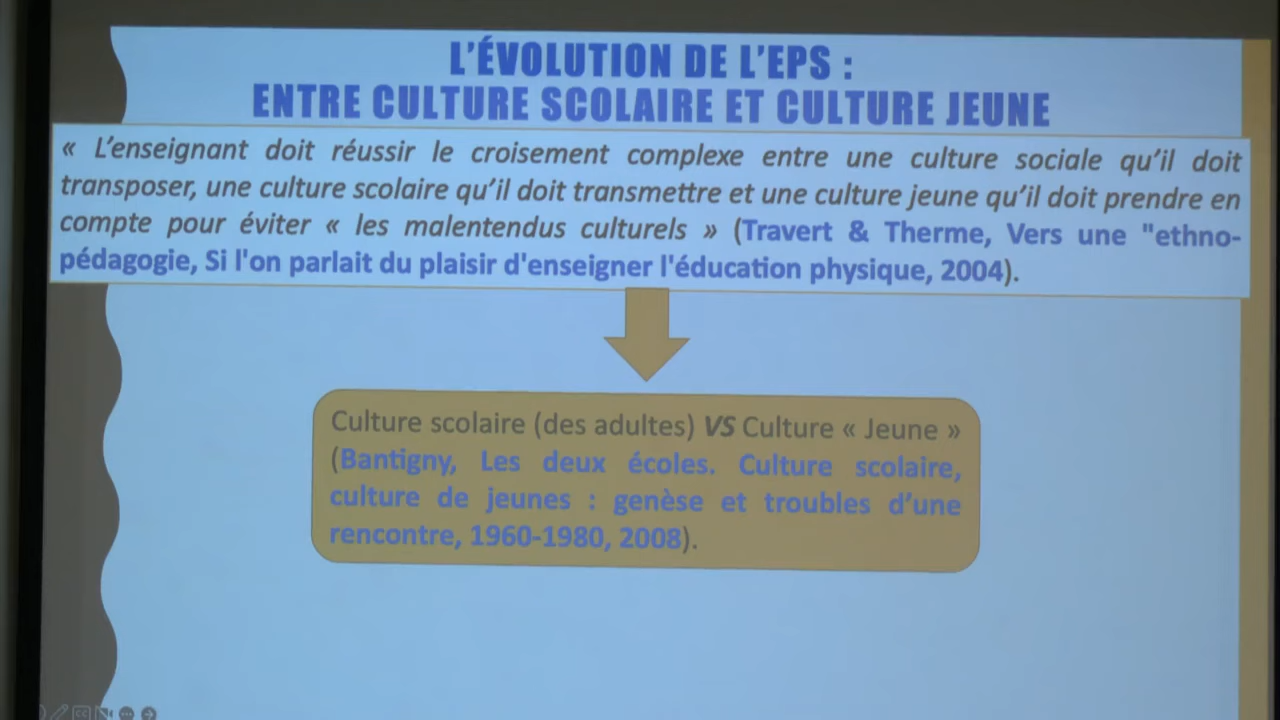 L'ÉVOLUTION DE L'EPS :
ENTRE CULTURE SCOLAIRE ET CULTURE JEUNE
« L'enseignant doit réussir le croisement complexe entre une culture sociale qu'il doit
transposer, une culture scolaire qu'il doit transmettre et une culture jeune qu'il doit prendre en
compte pour éviter « les malentendus culturels » (Travert & Therme, Vers une "ethno-
pédagogie, Si l'on parlait du plaisir d'enseigner l'éducation physique, 2004).
Culture scolaire (des adultes) VS Culture « Jeune »
(Bantigny, Les deux écoles. Culture scolaire,
culture de jeunes : genèse et troubles d'une
rencontre, 1960-1980, 2008).